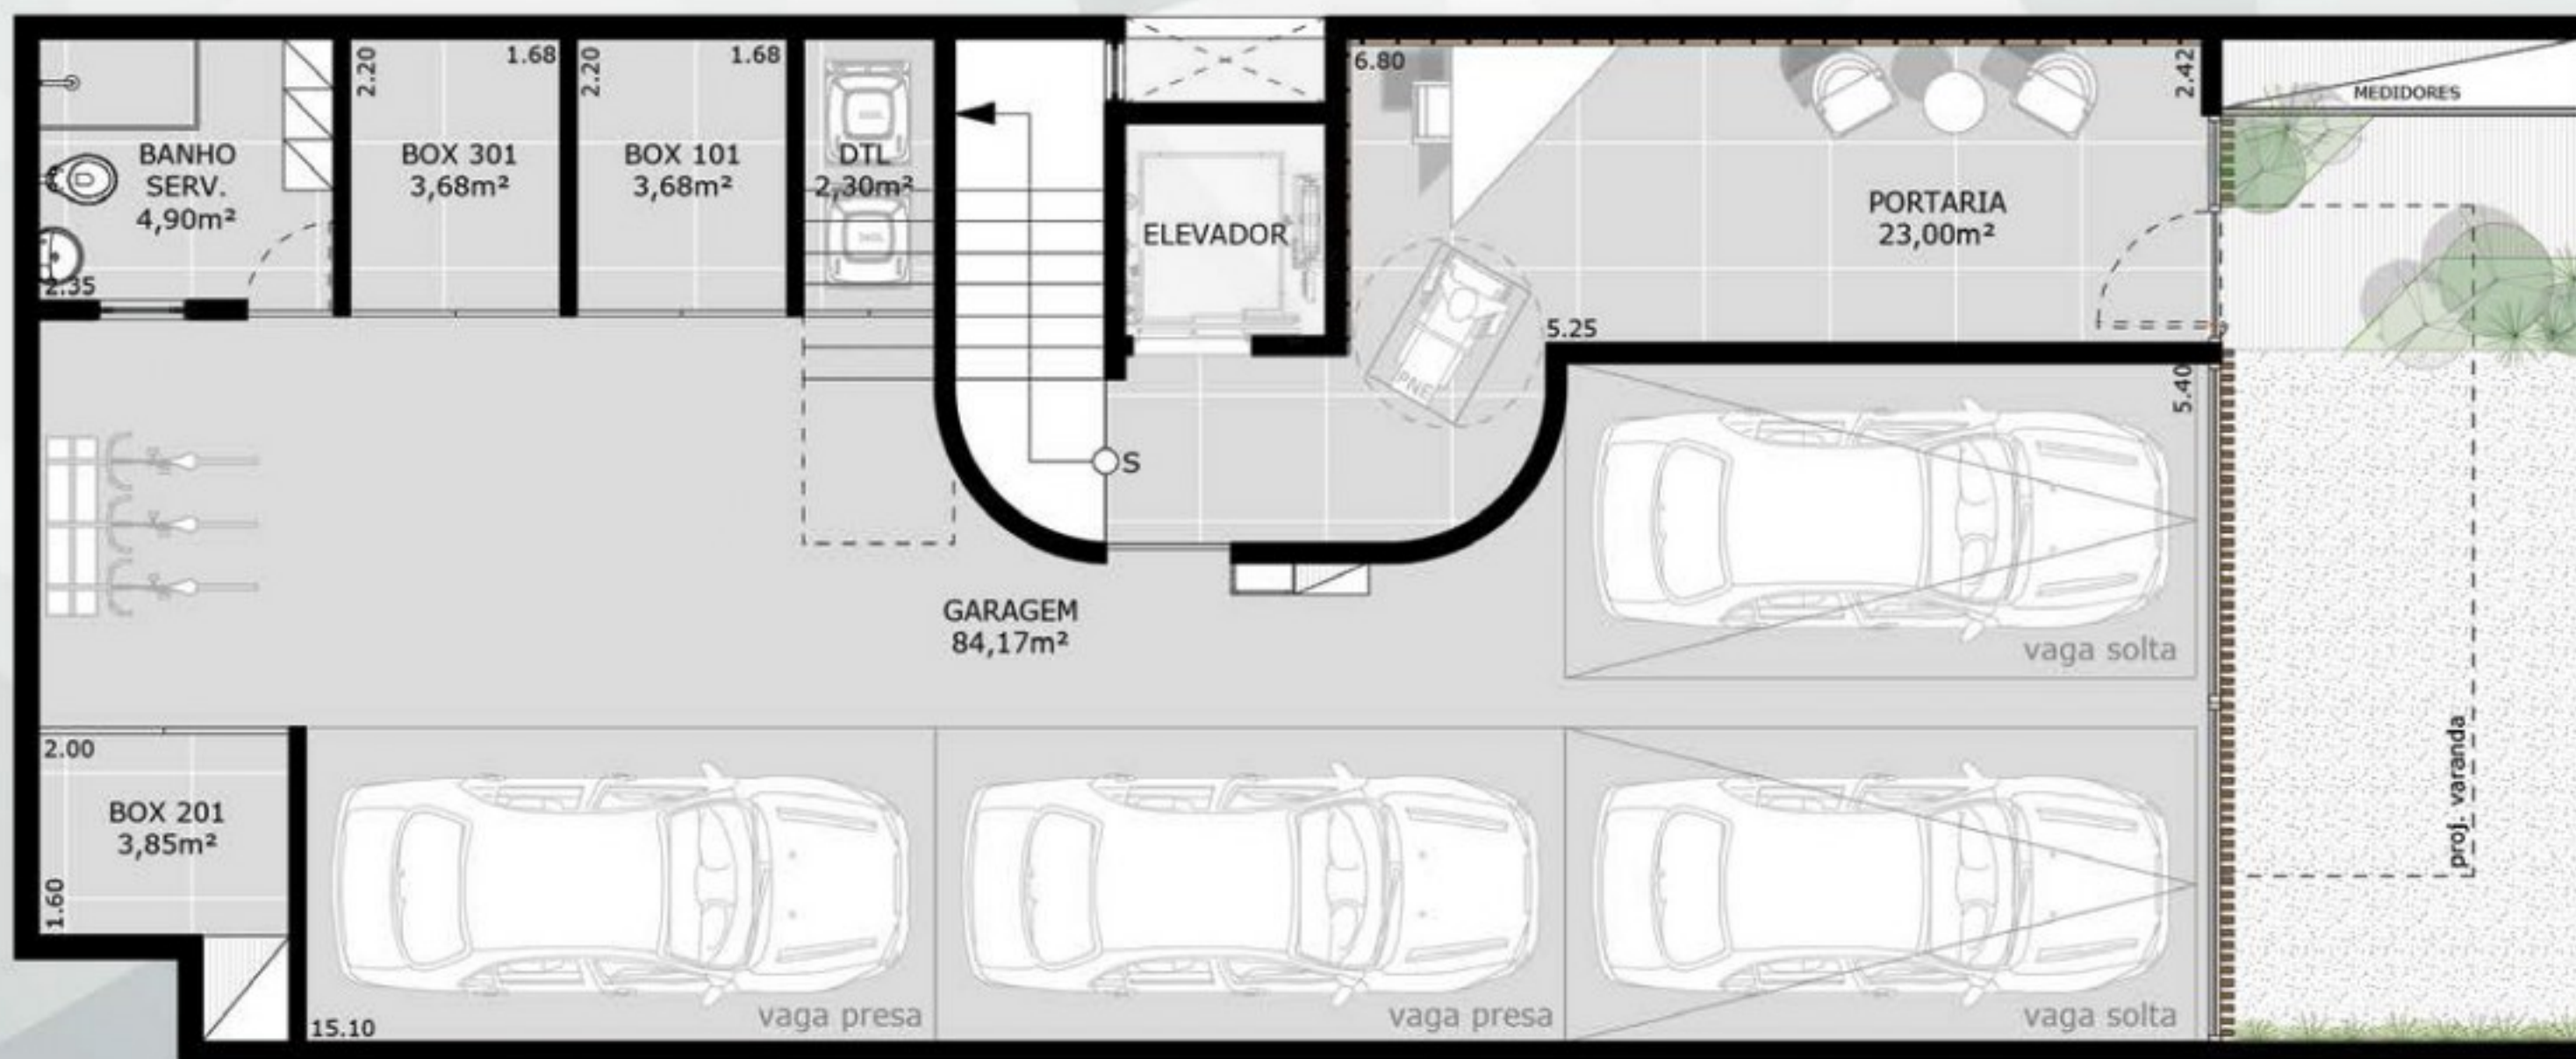 2.20
1.68
2.20
1.68
6.80
2.42
MEDIDORES
BANHO
SERV.
4,90m²
2.35
BOX 301
3,68m²
BOX 101
3,68m²
DTL
2,30m²
ELEVADOR
PORTARIA
23,00m²
5.25
PNE
5.40
S
GARAGEM
84,17m²
vaga solta
2.00
BOX 201
3,85m²
1.60
15.10
vaga presa
vaga presa
vaga solta
proj. varanda